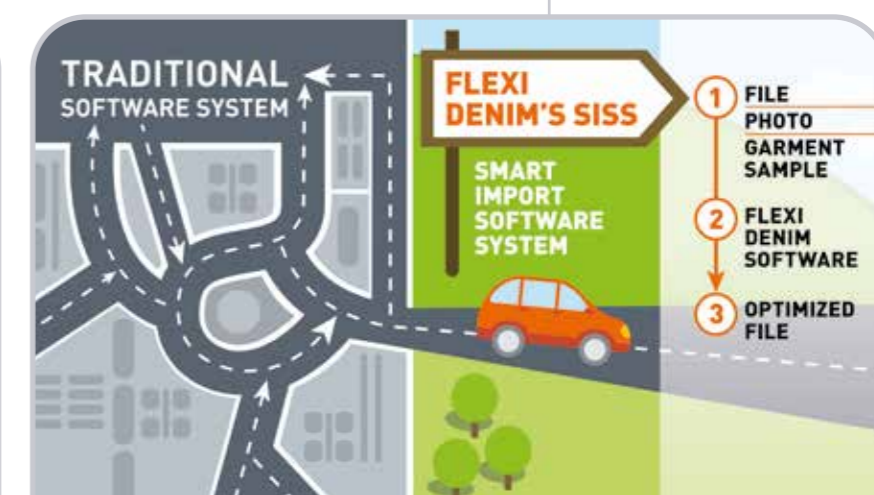 TRADITIONAL
SOFTWARE SYSTEM
FLEXI
DENIM'S SISS
SMART
IMPORT
SOFTWARE
SYSTEM
1 FILE
PHOTO
GARMENT
SAMPLE
2 FLEXI
DENIM
SOFTWARE
3 OPTIMIZED
FILE